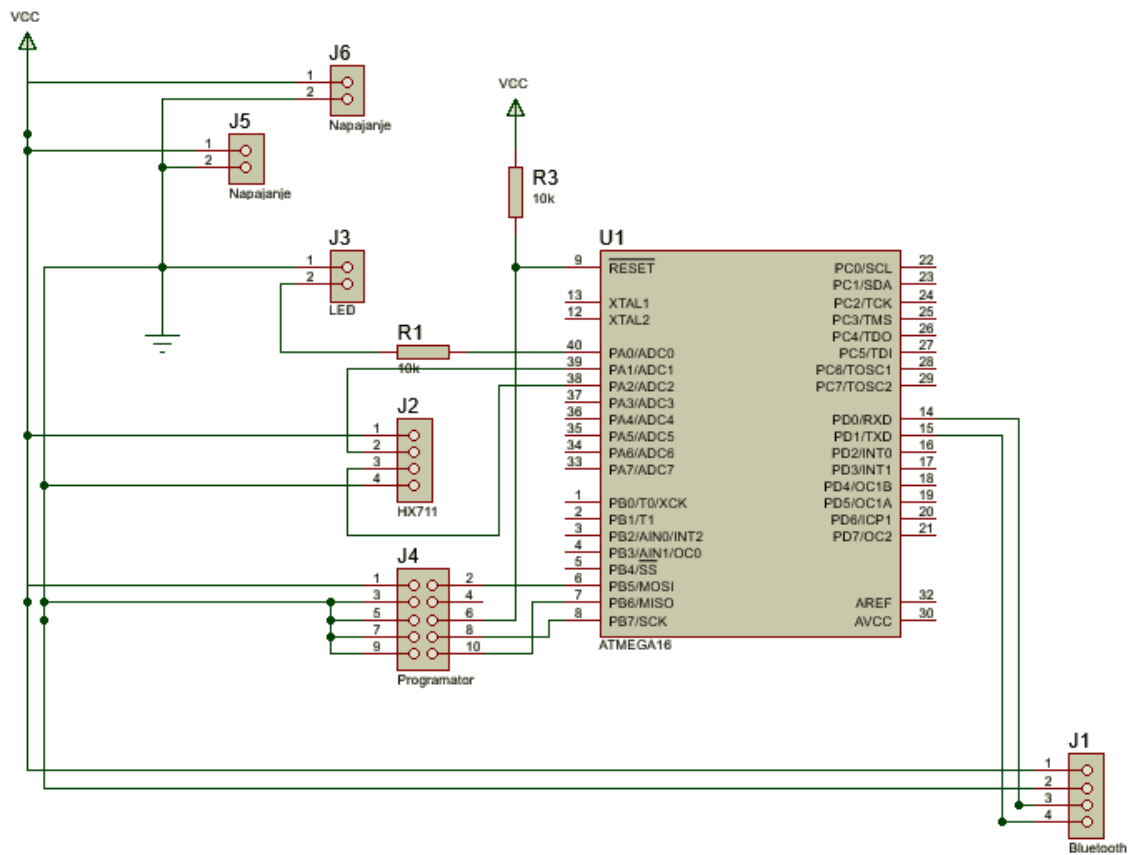 VCC
J6
1
2
Napajanje
J5
1
2
Napajanje
VCC
R3
10k
J3
1
2
LED
R1
10k
J2
1
2
3
4
HX711
J4
1
3
5
7
9
2
4
6
8
10
Programator
U1
9 RESET
13 XTAL1
12 XTAL2
40 PA0/ADC0
39 PA1/ADC1
38 PA2/ADC2
37 PA3/ADC3
36 PA4/ADC4
35 PA5/ADC5
34 PA6/ADC6
33 PA7/ADC7
1 PB0/T0/XCK
2 PB1/T1
3 PB2/AIN0/INT2
4 PB3/AIN1/OC0
5 PB4/SS
6 PB5/MOSI
7 PB6/MISO
8 PB7/SCK
PC0/SCL 22
PC1/SDA 23
PC2/TCK 24
PC3/TMS 25
PC4/TDO 26
PC5/TDI 27
PC6/TOSC1 28
PC7/TOSC2 29
PD0/RXD 14
PD1/TXD 15
PD2/INT0 16
PD3/INT1 17
PD4/OC1B 18
PD5/OC1A 19
PD6/ICP1 20
PD7/OC2 21
AREF 32
AVCC 30
ATMEGA16
J1
1
2
3
4
Bluetooth